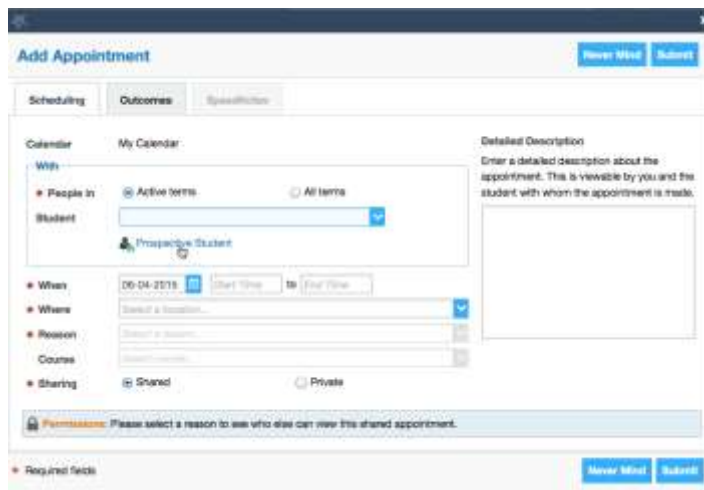 Add Appointment
Never Mind Submit
Scheduling Outcomes SpeedNotes
Calendar My Calendar
With
* People in Active terms All terms
Student
Prospective Student
* When 06-04-2015 Start Time to End Time
* Where Select a location...
* Reason Select a reason...
Course Select course...
* Sharing Shared Private
Permissions: Please select a reason to see who else can view this shared appointment.
Detailed Description
Enter a detailed description about the
appointment. This is viewable by you and the
student with whom the appointment is made.
* Required fields
Never Mind Submit